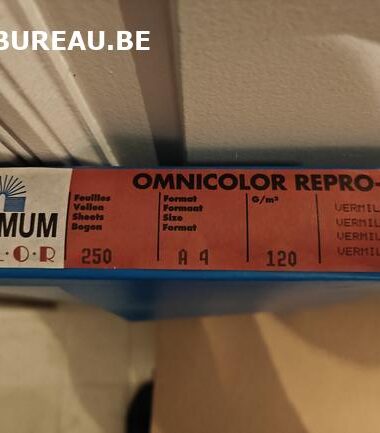 BUREAU.BE
OMNICOLOR REPRO-
MUM
L·O·R
Feuilles
Vellen
Sheets
Bogen
250
Format
Formaat
Size
Format
A 4
G/m²
120
VERMIL
VERMIL
VERMIL
VERMIL